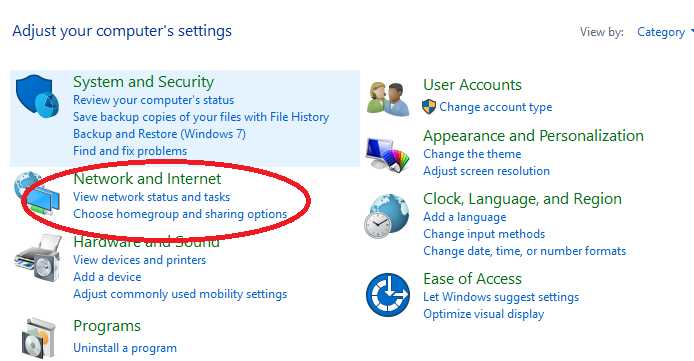 Adjust your computer's settings
View by: Category
System and Security
Review your computer's status
Save backup copies of your files with File History
Backup and Restore (Windows 7)
Find and fix problems
Network and Internet
View network status and tasks
Choose homegroup and sharing options
Hardware and Sound
View devices and printers
Add a device
Adjust commonly used mobility settings
Programs
Uninstall a program
User Accounts
Change account type
Appearance and Personalization
Change the theme
Adjust screen resolution
Clock, Language, and Region
Add a language
Change input methods
Change date, time, or number formats
Ease of Access
Let Windows suggest settings
Optimize visual display